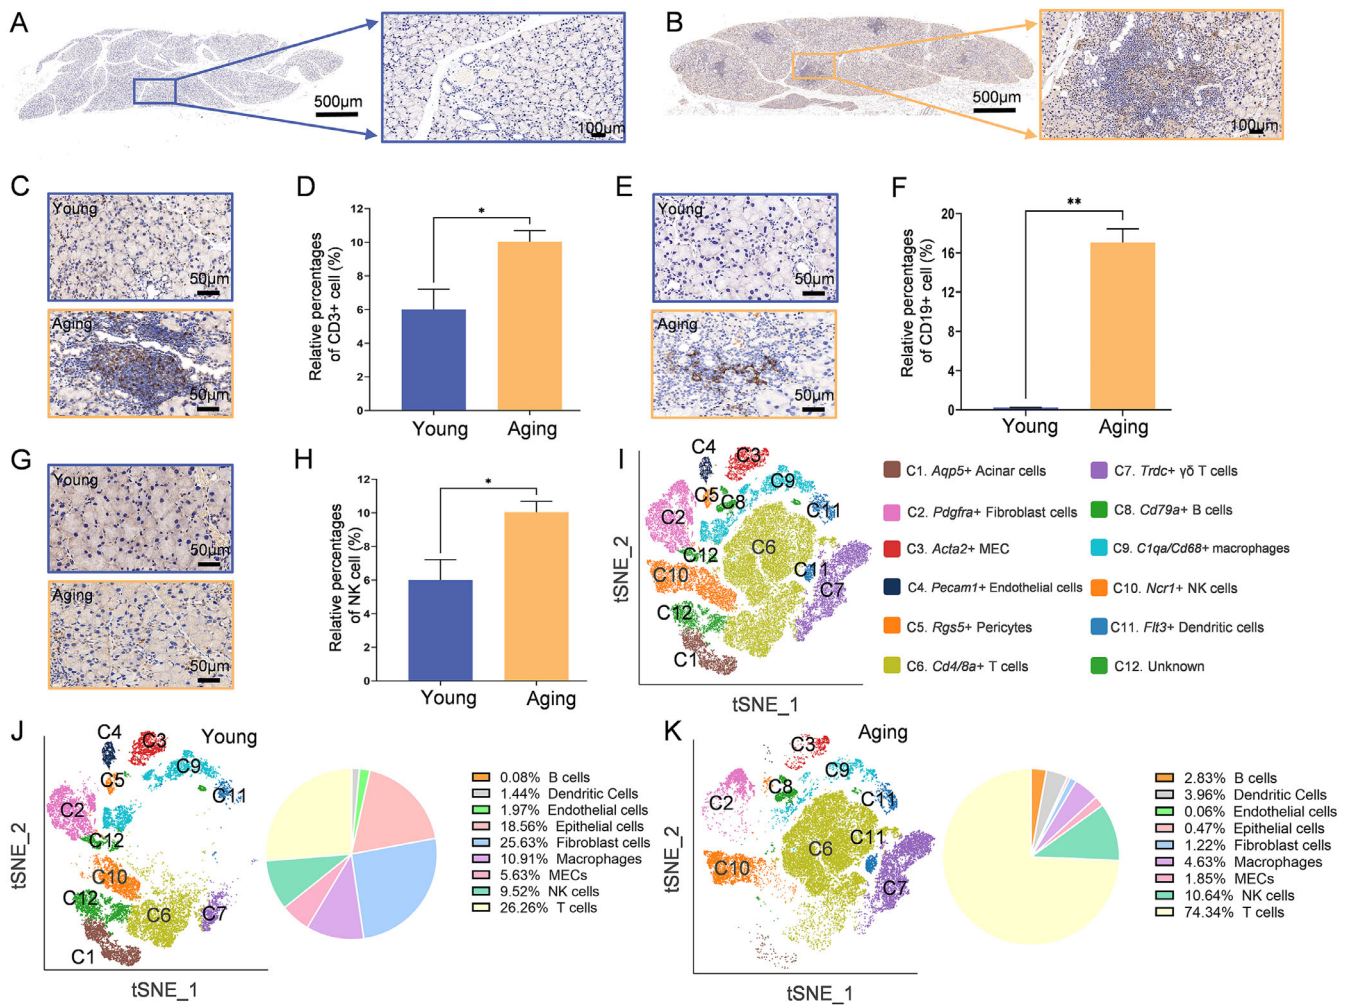 A
500μm
100μm
B
500μm
100μm
C
Young
50μm
Aging
50μm
D
Relative percentages
of CD3+ cell (%)
12
10
8
6
4
2
0
*
Young
Aging
E
Young
50μm
Aging
50μm
F
Relative percentages
of CD19+ cell (%)
20
16
12
8
4
0
**
Young
Aging
G
Young
50μm
Aging
50μm
H
Relative percentages
of NK cell (%)
12
10
8
6
4
2
0
*
Young
Aging
I
C4
C3
C5
C8
C9
C11
C2
C6
C12
C10
C11
C7
C12
C1
tSNE_2
tSNE_1
C1. Aqp5+ Acinar cells
C2. Pdgfra+ Fibroblast cells
C3. Acta2+ MEC
C4. Pecam1+ Endothelial cells
C5. Rgs5+ Pericytes
C6. Cd4/8a+ T cells
C7. Trdc+ γδ T cells
C8. Cd79a+ B cells
C9. C1qa/Cd68+ macrophages
C10. Ncr1+ NK cells
C11. Flt3+ Dendritic cells
C12. Unknown
J
Young
C4
C3
C5
C9
C11
C2
C12
C10
C12
C6
C7
C1
tSNE_2
tSNE_1
0.08% B cells
1.44% Dendritic Cells
1.97% Endothelial cells
18.56% Epithelial cells
25.63% Fibroblast cells
10.91% Macrophages
5.63% MECs
9.52% NK cells
26.26% T cells
K
Aging
C3
C9
C8
C2
C11
C11
C6
C10
C7
tSNE_2
tSNE_1
2.83% B cells
3.96% Dendritic Cells
0.06% Endothelial cells
0.47% Epithelial cells
1.22% Fibroblast cells
4.63% Macrophages
1.85% MECs
10.64% NK cells
74.34% T cells